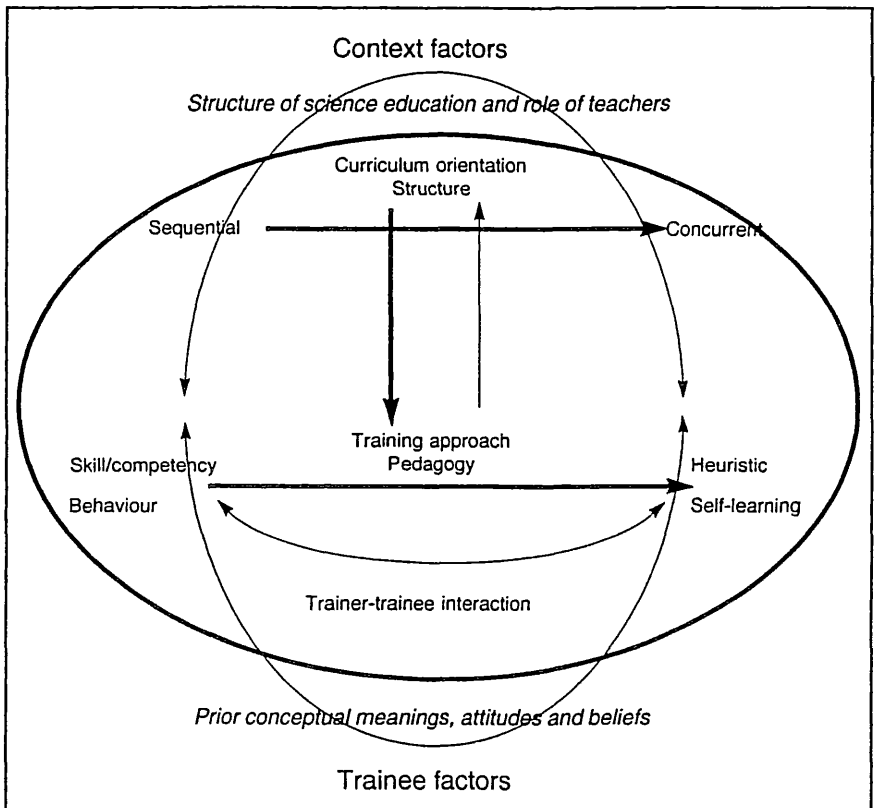 Context factors
Structure of science education and role of teachers
Curriculum orientation
Structure
Sequential
Concurrent
Training approach
Pedagogy
Skill/competency
Heuristic
Behaviour
Self-learning
Trainer-trainee interaction
Prior conceptual meanings, attitudes and beliefs
Trainee factors